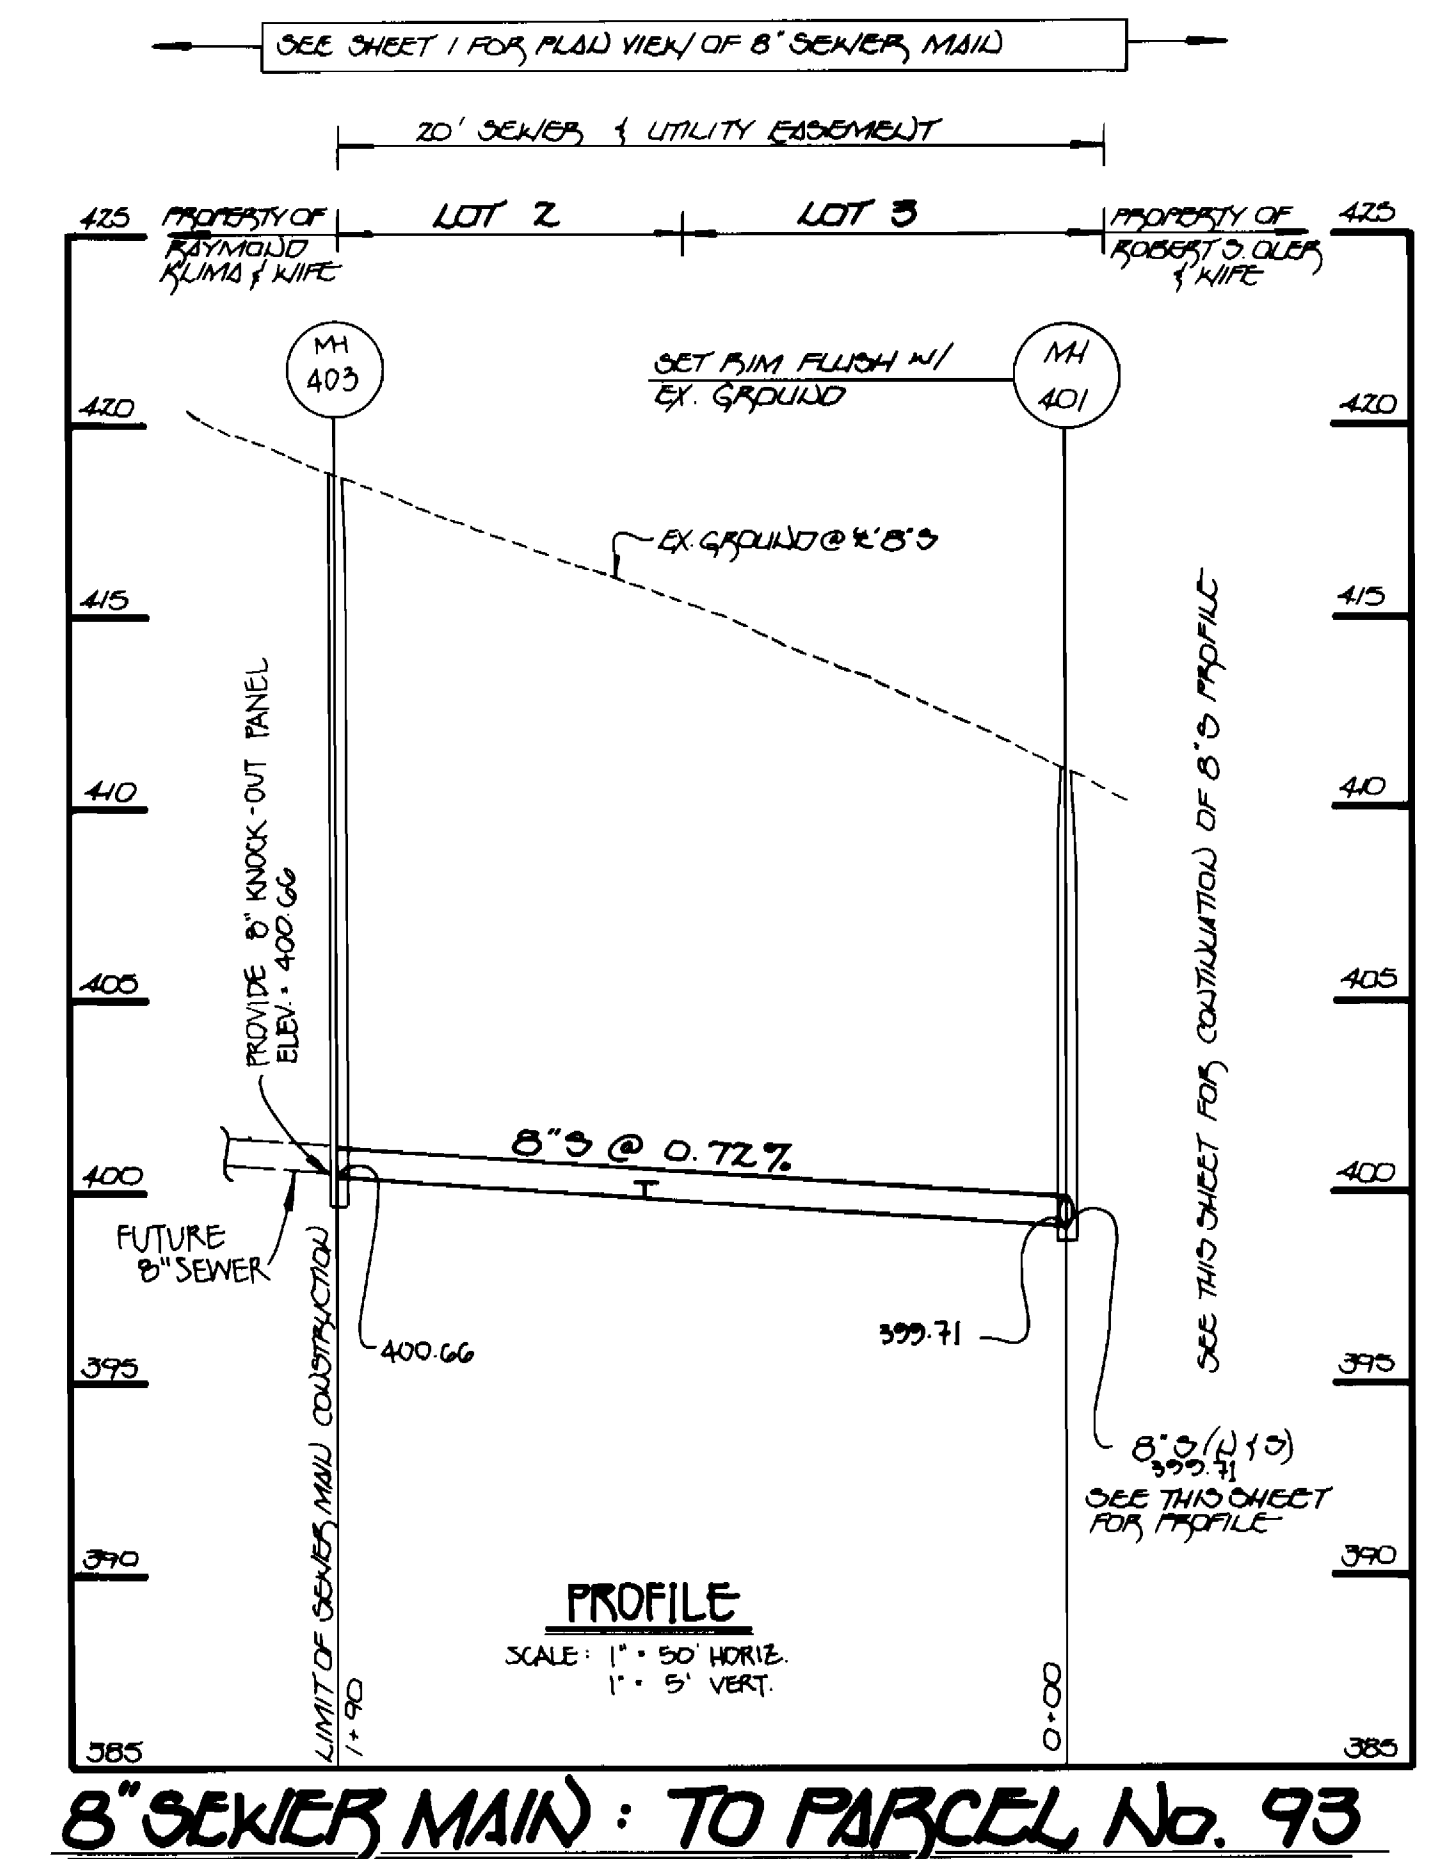 SEE SHEET 1 FOR PLAN VIEW OF 8" SEWER MAIN
20' SEWER & UTILITY EASEMENT
425
PROPERTY OF
RAYMOND
KLIMA & WIFE
LOT 2
LOT 3
PROPERTY OF
ROBERT S. OLER
& WIFE
425
MH
403
SET RIM FLUSH W/
EX. GROUND
MH
401
420
420
EX. GROUND @ ℄ 8"S
415
415
410
410
PROVIDE 8" KNOCK-OUT PANEL
ELEV. = 400.66
SEE THIS SHEET FOR CONTINUATION OF 8"S PROFILE
405
405
8"S @ 0.72%
400
400
FUTURE
8" SEWER
T
400.66
399.71
395
395
8"S (N & S)
399.71
SEE THIS SHEET
FOR PROFILE
390
390
LIMIT OF SEWER MAIN CONSTRUCTION
1+90
PROFILE
SCALE: 1" = 50' HORIZ.
1" = 5' VERT.
0+00
385
385
8" SEWER MAIN : TO PARCEL No. 93